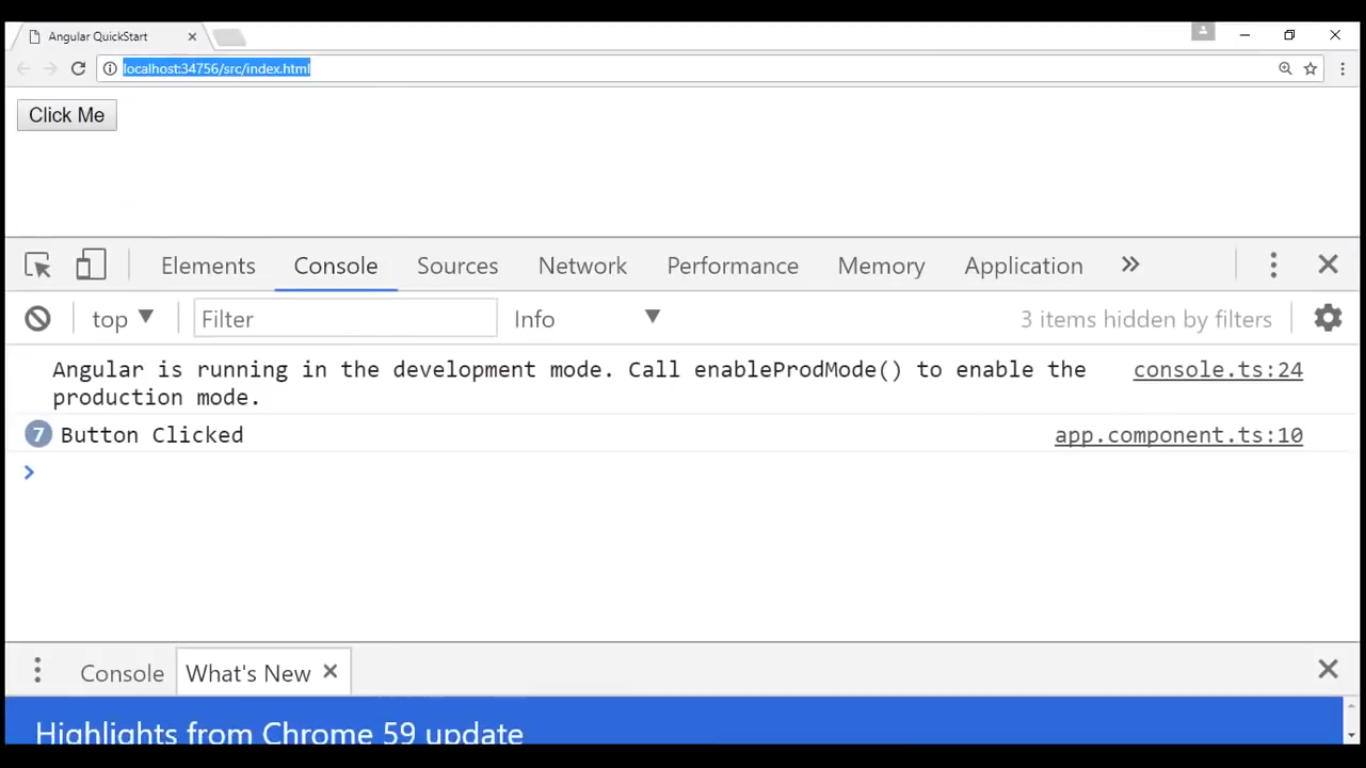 Angular QuickStart
localhost:34756/src/index.html
Click Me
Elements Console Sources Network Performance Memory Application
top Filter Info 3 items hidden by filters
Angular is running in the development mode. Call enableProdMode() to enable the console.ts:24
production mode.
7 Button Clicked app.component.ts:10
Console What's New
Highlights from Chrome 59 update